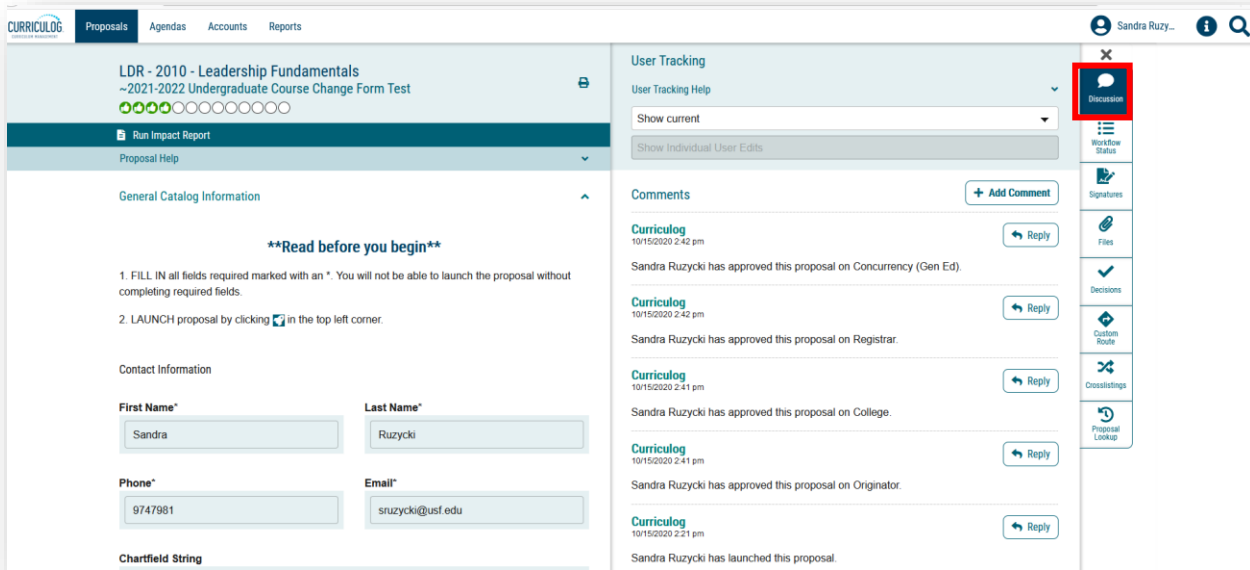 CURRICULOG
CURRICULUM MANAGEMENT
Proposals
Agendas
Accounts
Reports
Sandra Ruzy...
LDR - 2010 - Leadership Fundamentals
~2021-2022 Undergraduate Course Change Form Test
Run Impact Report
Proposal Help
General Catalog Information
**Read before you begin**
1. FILL IN all fields required marked with an *. You will not be able to launch the proposal without
completing required fields.
2. LAUNCH proposal by clicking in the top left corner.
Contact Information
First Name*
Last Name*
Sandra
Ruzycki
Phone*
Email*
9747981
sruzycki@usf.edu
Chartfield String
User Tracking
User Tracking Help
Show current
Show Individual User Edits
Comments
+ Add Comment
Curriculog
Reply
10/15/2020 2:42 pm
Sandra Ruzycki has approved this proposal on Concurrency (Gen Ed).
Curriculog
Reply
10/15/2020 2:42 pm
Sandra Ruzycki has approved this proposal on Registrar.
Curriculog
Reply
10/15/2020 2:41 pm
Sandra Ruzycki has approved this proposal on College.
Curriculog
Reply
10/15/2020 2:41 pm
Sandra Ruzycki has approved this proposal on Originator.
Curriculog
Reply
10/15/2020 2:21 pm
Sandra Ruzycki has launched this proposal.
Discussion
Workflow
Status
Signatures
Files
Decisions
Custom
Route
Crosslistings
Proposal
Lookup